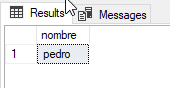 Results Messages
nombre
1 pedro